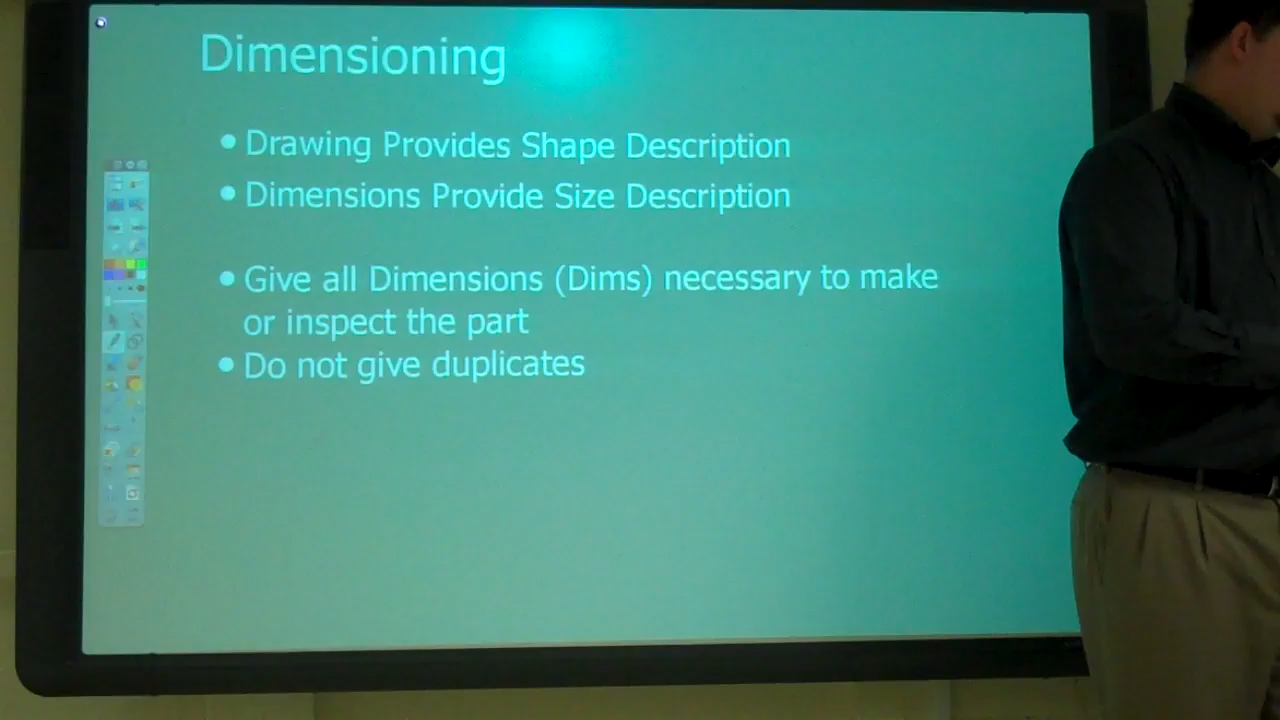 Dimensioning
• Drawing Provides Shape Description
• Dimensions Provide Size Description
• Give all Dimensions (Dims) necessary to make
or inspect the part
• Do not give duplicates